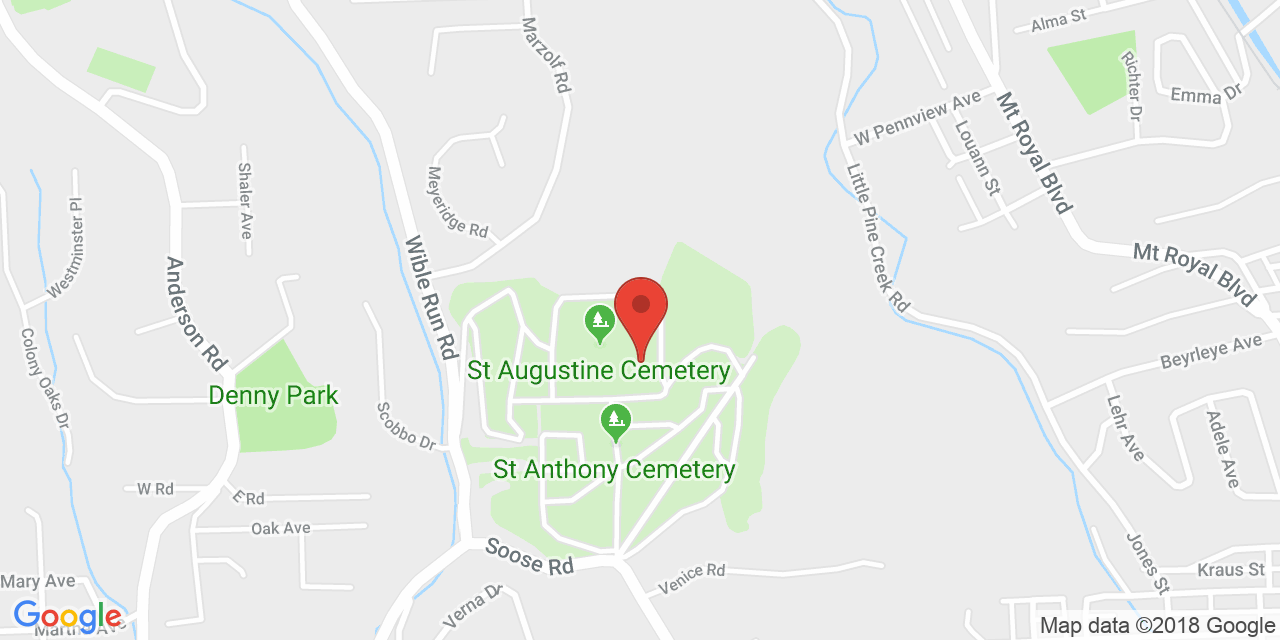 Alma St
Marzolf Rd
Richter Dr
Emma Dr
W Pennview Ave
Louann St
Mt Royal Blvd
Shaler Ave
Meyeridge Rd
Little Pine Creek Rd
Westminster Pl
Anderson Rd
Wible Run Rd
Mt Royal Blvd
Colony Oaks Dr
Beyrleye Ave
St Augustine Cemetery
Denny Park
Scobbo Dr
Lehr Ave
Adele Ave
St Anthony Cemetery
W Rd
E Rd
Oak Ave
Soose Rd
Jones St
Venice Rd
Kraus St
Mary Ave
Verna Dr
Google
Martha Ave
Map data ©2018 Google